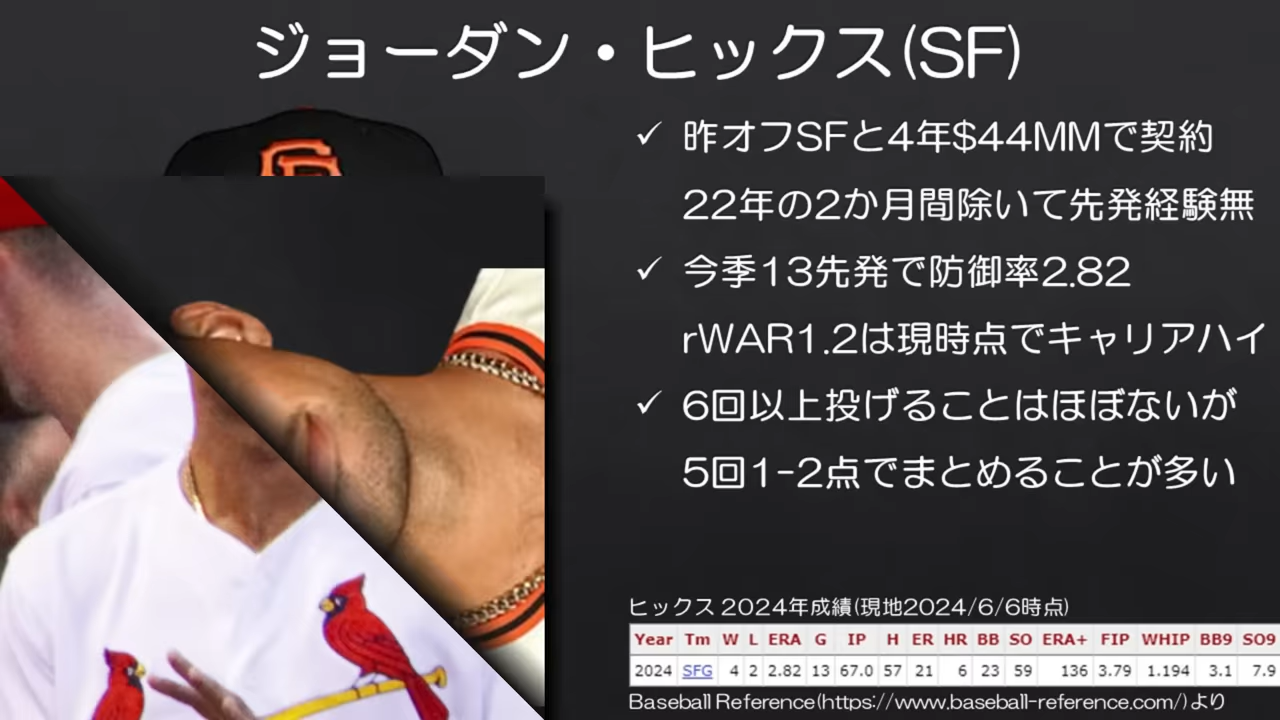 ジョーダン・ヒックス(SF)
✓ 昨オフSFと4年$44MMで契約
22年の2か月間除いて先発経験無
✓ 今季13先発で防御率2.82
rWAR1.2は現時点でキャリアハイ
✓ 6回以上投げることはほぼないが
5回1-2点でまとめることが多い
ヒックス 2024年成績(現地2024/6/6時点)
Year Tm W L ERA G IP H ER HR BB SO ERA+ FIP WHIP BB9 SO9
2024 SFG 4 2 2.82 13 67.0 57 21 6 23 59 136 3.79 1.194 3.1 7.9
Baseball Reference(https://www.baseball-reference.com/)より